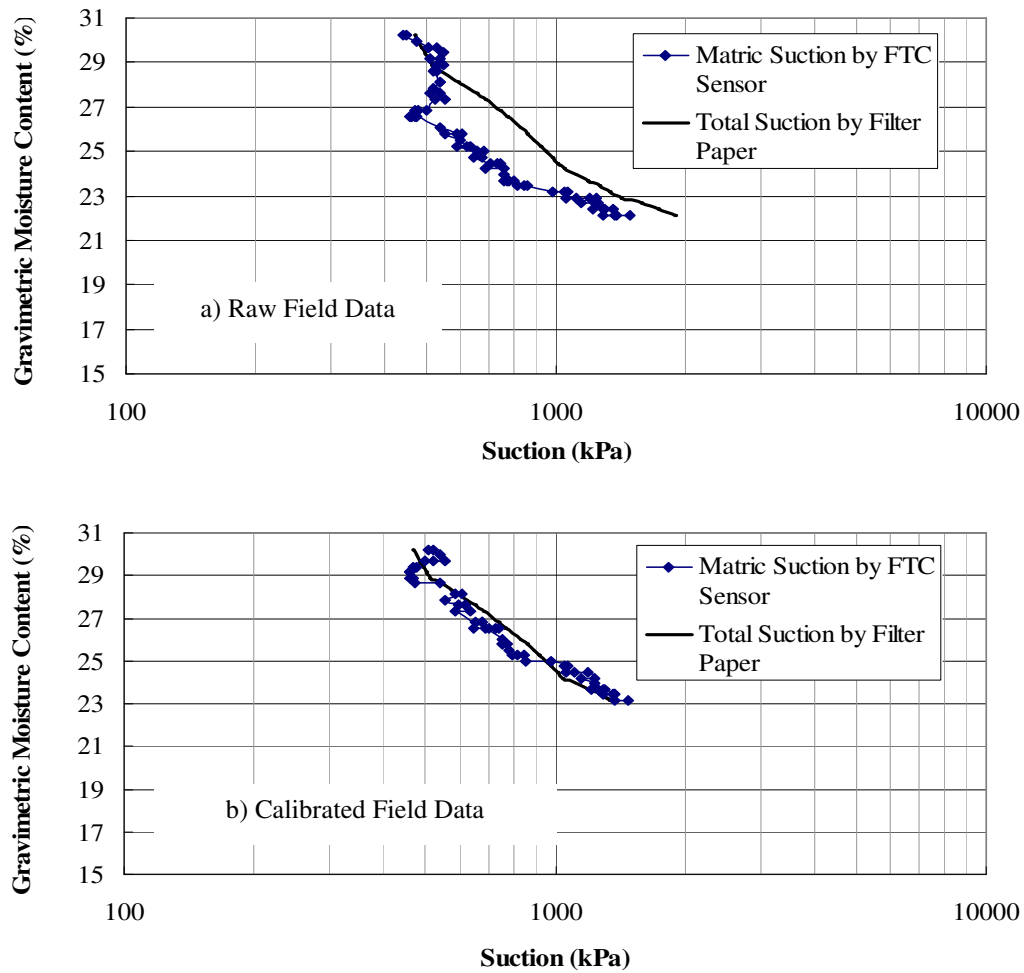 31
29
27
25
23
21
19
17
15
Gravimetric Moisture Content (%)
Matric Suction by FTC
Sensor
Total Suction by Filter
Paper
a) Raw Field Data
100
1000
10000
Suction (kPa)
31
29
27
25
23
21
19
17
15
Gravimetric Moisture Content (%)
Matric Suction by FTC
Sensor
Total Suction by Filter
Paper
b) Calibrated Field Data
100
1000
10000
Suction (kPa)